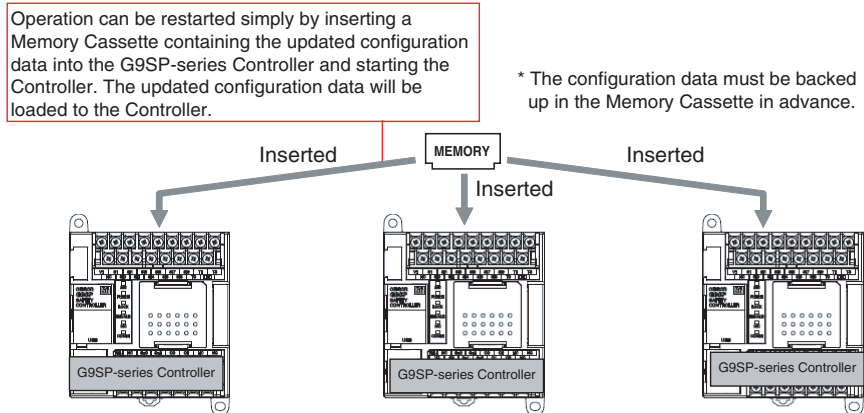 Operation can be restarted simply by inserting a
Memory Cassette containing the updated configuration
data into the G9SP-series Controller and starting the
Controller. The updated configuration data will be
loaded to the Controller.
* The configuration data must be backed
up in the Memory Cassette in advance.
MEMORY
Inserted
Inserted
Inserted
G9SP-series Controller
G9SP-series Controller
G9SP-series Controller